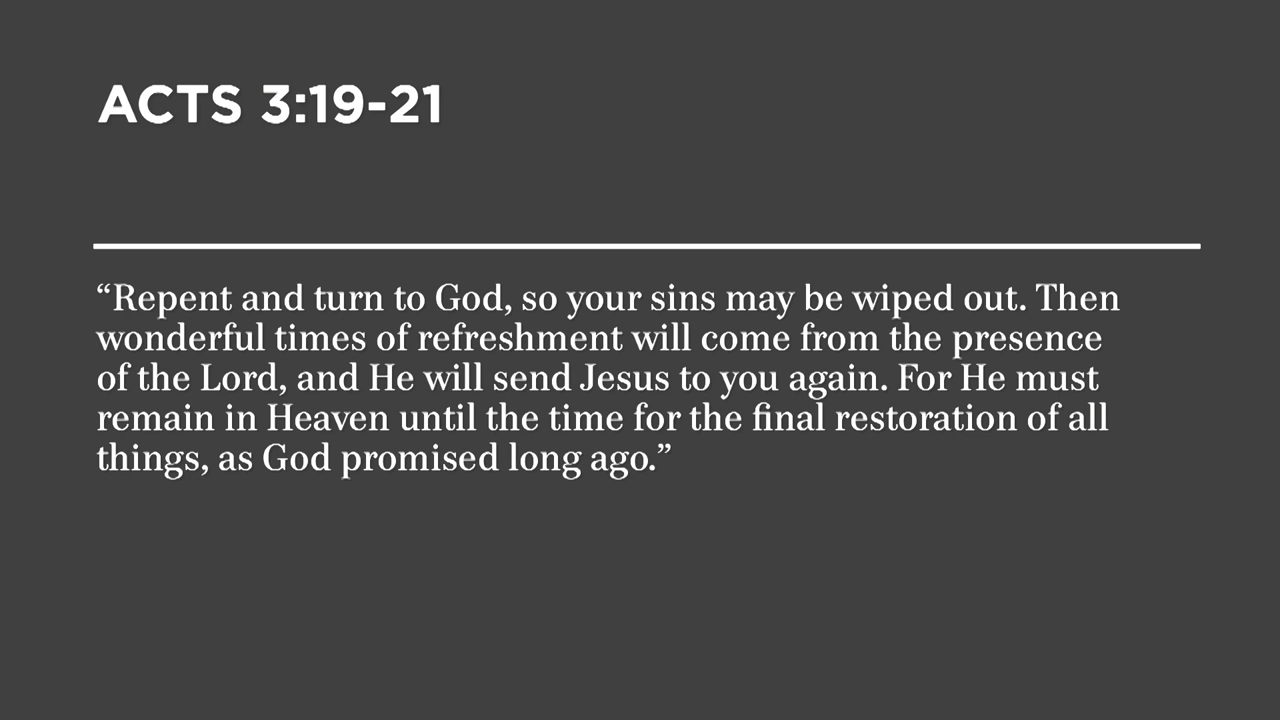 ACTS 3:19-21
“Repent and turn to God, so your sins may be wiped out. Then
wonderful times of refreshment will come from the presence
of the Lord, and He will send Jesus to you again. For He must
remain in Heaven until the time for the final restoration of all
things, as God promised long ago.”